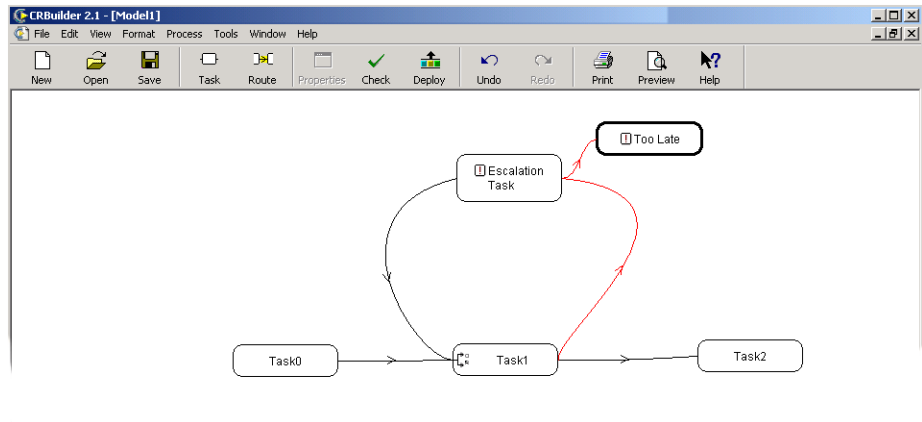 CRBuilder 2.1 - [Model1]
File Edit View Format Process Tools Window Help
New Open Save Task Route Properties Check Deploy Undo Redo Print Preview Help
Too Late
Escalation
Task
Task0
Task1
Task2